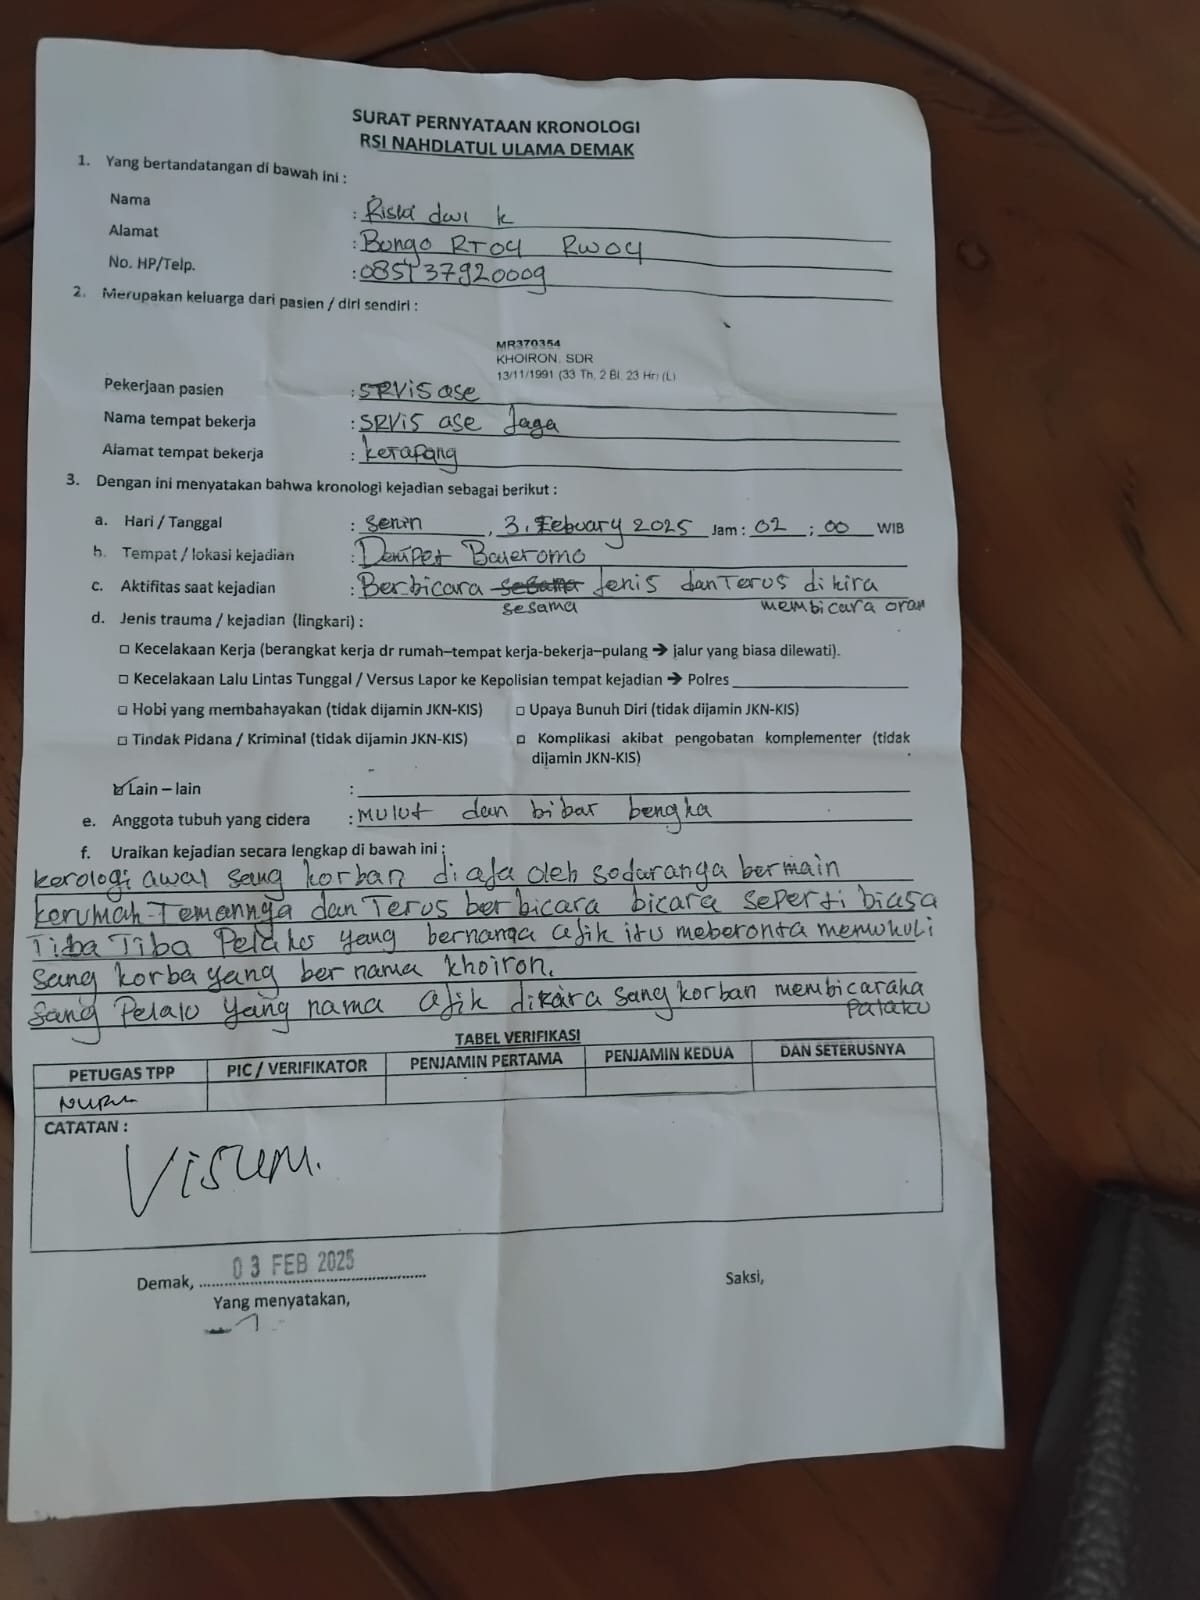 SURAT PERNYATAAN KRONOLOGI
RSI NAHDLATUL ULAMA DEMAK
1. Yang bertandatangan di bawah ini :
Nama : Riski dwi k
Alamat : Bungo RT04 RW04
No. HP/Telp. : 085137920009
2. Merupakan keluarga dari pasien / diri sendiri :
MR370354
KHOIRON, SDR
13/11/1991 (33 Th, 2 Bl, 23 Hr) (L)
Pekerjaan pasien : SRViS ase
Nama tempat bekerja : SRViS ase Jaga
Alamat tempat bekerja : kerapang
3. Dengan ini menyatakan bahwa kronologi kejadian sebagai berikut :
a. Hari / Tanggal : Senin , 3, Febuary 2025 Jam : 02 : 00 WIB
b. Tempat / lokasi kejadian : Dempet Baleromo
c. Aktifitas saat kejadian : Berbicara Jenis dan Terus di kira
sesama membicara oran
d. Jenis trauma / kejadian (lingkari) :
□ Kecelakaan Kerja (berangkat kerja dr rumah–tempat kerja-bekerja–pulang ➔ jalur yang biasa dilewati).
□ Kecelakaan Lalu Lintas Tunggal / Versus Lapor ke Kepolisian tempat kejadian ➔ Polres
□ Hobi yang membahayakan (tidak dijamin JKN-KIS) □ Upaya Bunuh Diri (tidak dijamin JKN-KIS)
□ Tindak Pidana / Kriminal (tidak dijamin JKN-KIS) □ Komplikasi akibat pengobatan komplementer (tidak
dijamin JKN-KIS)
☑ Lain – lain :
e. Anggota tubuh yang cidera : Mulut dan bibar bengka
f. Uraikan kejadian secara lengkap di bawah ini :
kerologi awal sang korban di aja oleh sodaranga bermain
kerumah Temannga dan Terus berbicara bicara seperti biasa
Tiba Tiba Pelaku yang bernanga afik itu meberonta memukuli
sang korba yang ber nama khoiron.
Sang Pelalo yang nama afik dikara sang korban membicaraka
Palaku
TABEL VERIFIKASI
PETUGAS TPP PIC / VERIFIKATOR PENJAMIN PERTAMA PENJAMIN KEDUA DAN SETERUSNYA
CATATAN :
Visum.
Demak, 03 FEB 2025
Yang menyatakan, Saksi,